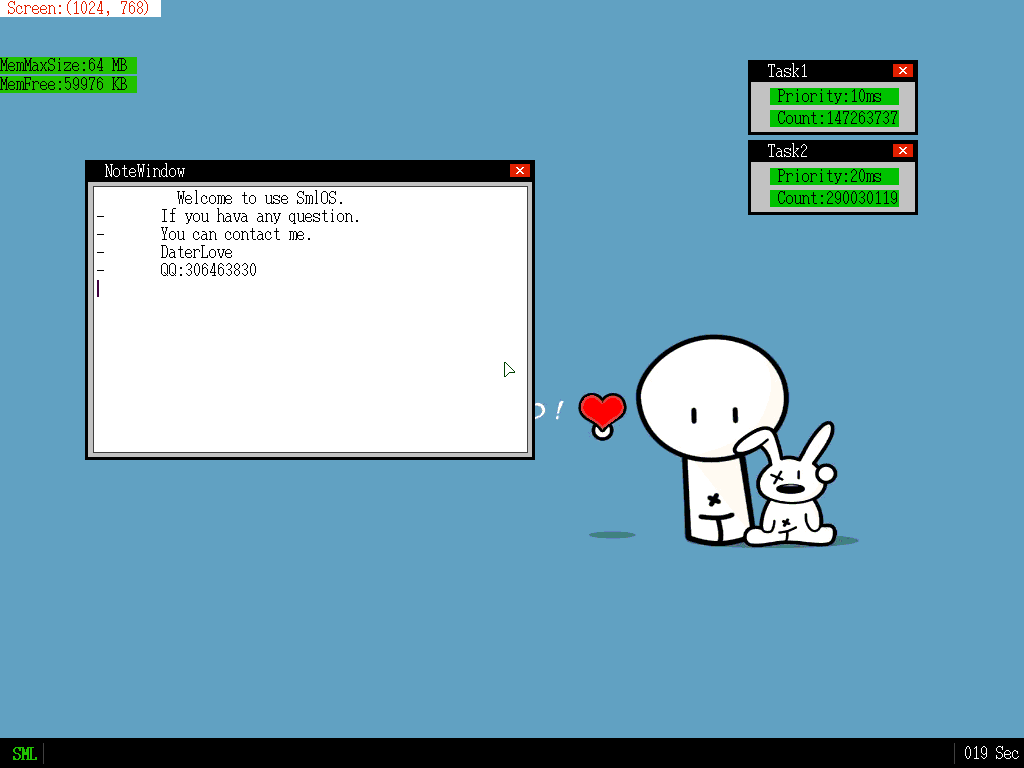 Screen:(1024, 768)
MemMaxSize:64 MB
MemFree:59976 KB
Task1
Priority:10ms
Count:147263737
Task2
Priority:20ms
Count:290030119
NoteWindow
Welcome to use SmlOS.
- If you hava any question.
- You can contact me.
- DaterLove
- QQ:306463830
!
SML
019 Sec